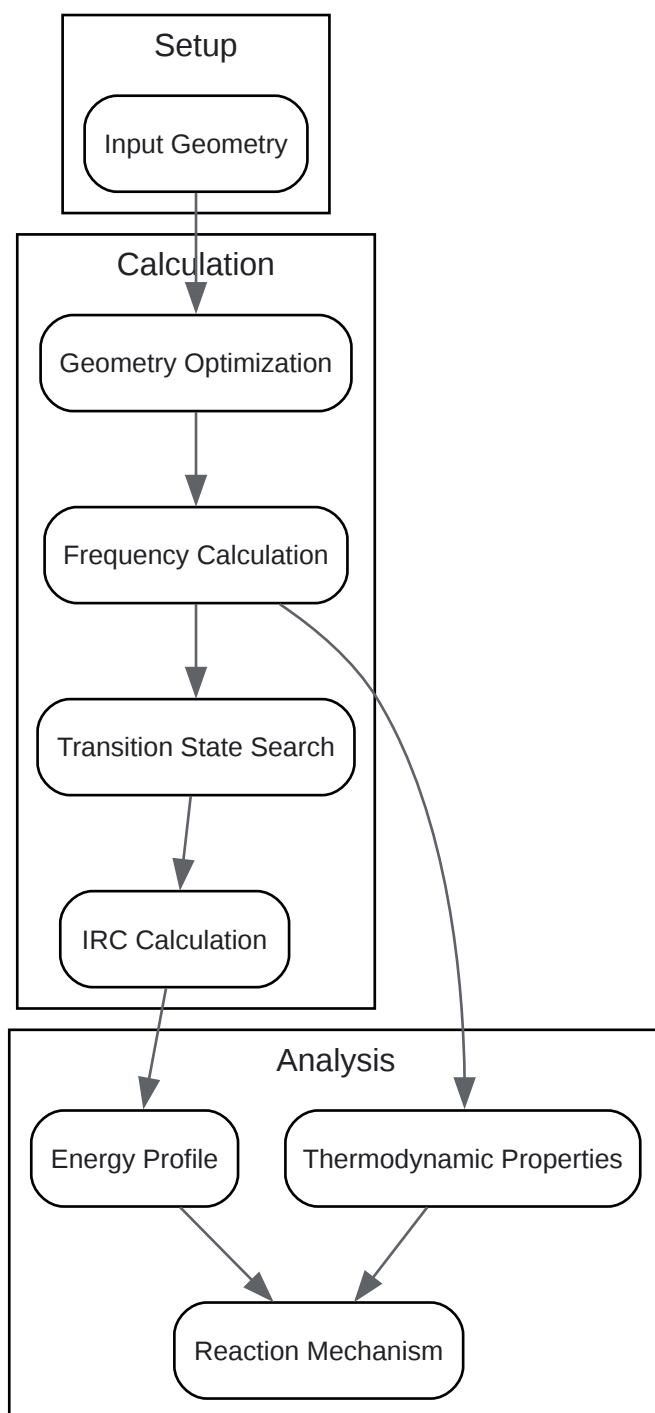 Setup
Input Geometry
Calculation
Geometry Optimization
Frequency Calculation
Transition State Search
IRC Calculation
Analysis
Energy Profile
Thermodynamic Properties
Reaction Mechanism